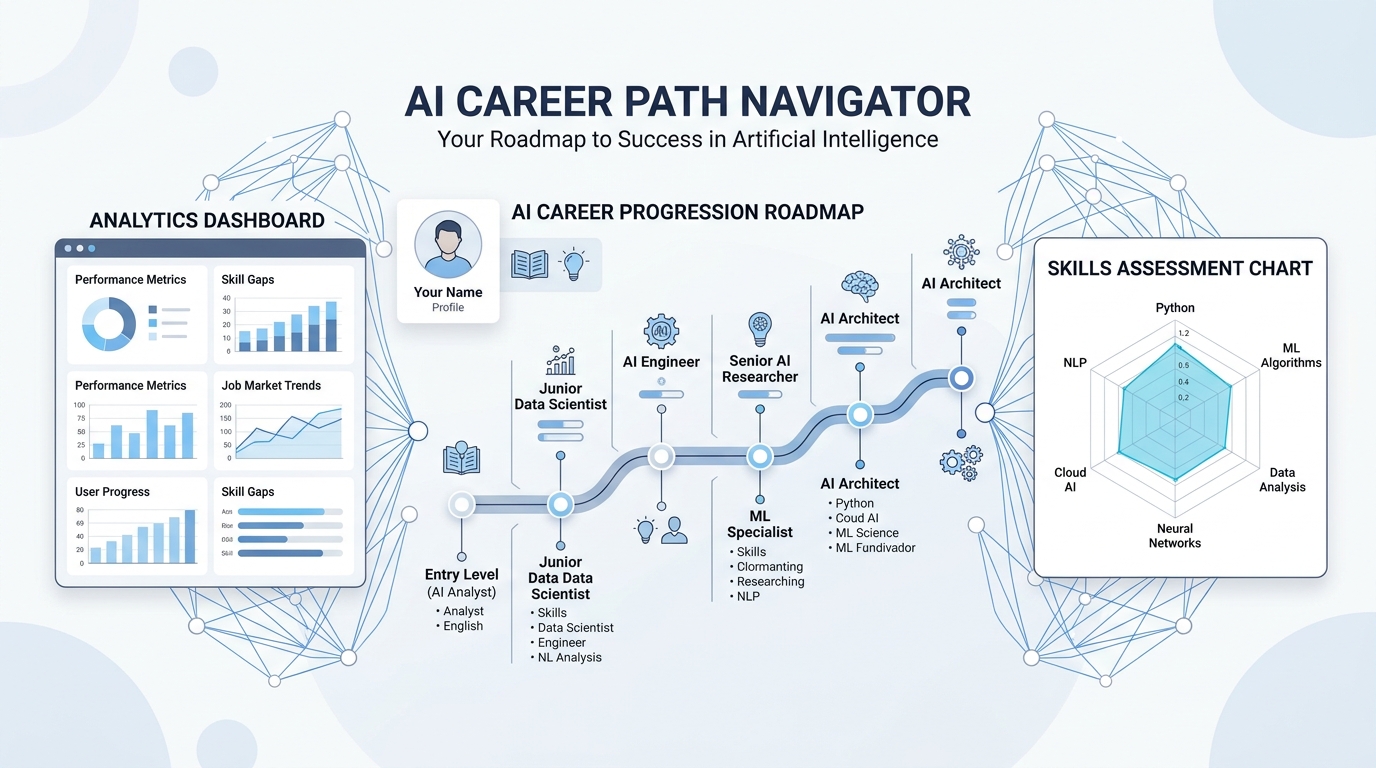 AI CAREER PATH NAVIGATOR
Your Roadmap to Success in Artificial Intelligence
ANALYTICS DASHBOARD
Performance Metrics
Skill Gaps
40
30
20
10
6
Performance Metrics
100
75
50
25
0
Job Market Trends
200
150
100
50
0
User Progress
80
69
40
20
0
Skill Gaps
Skill
Your Name
Profile
AI CAREER PROGRESSION ROADMAP
Entry Level
(AI Analyst)
• Analyst
• English
Junior
Data Scientist
Junior
Data Data
Scientist
• Skills
• Data Scientist
• Engineer
• NL Analysis
AI Engineer
Senior AI
Researcher
ML
Specialist
• Skills
• Clormanting
• Researching
• NLP
AI Architect
AI Architect
• Python
• Coud AI
• ML Science
• ML Fundivador
AI Architect
SKILLS ASSESSMENT CHART
Python
ML
Algorithms
Data
Analysis
Neural
Networks
Cloud
AI
NLP
1.2
0.4
0.2